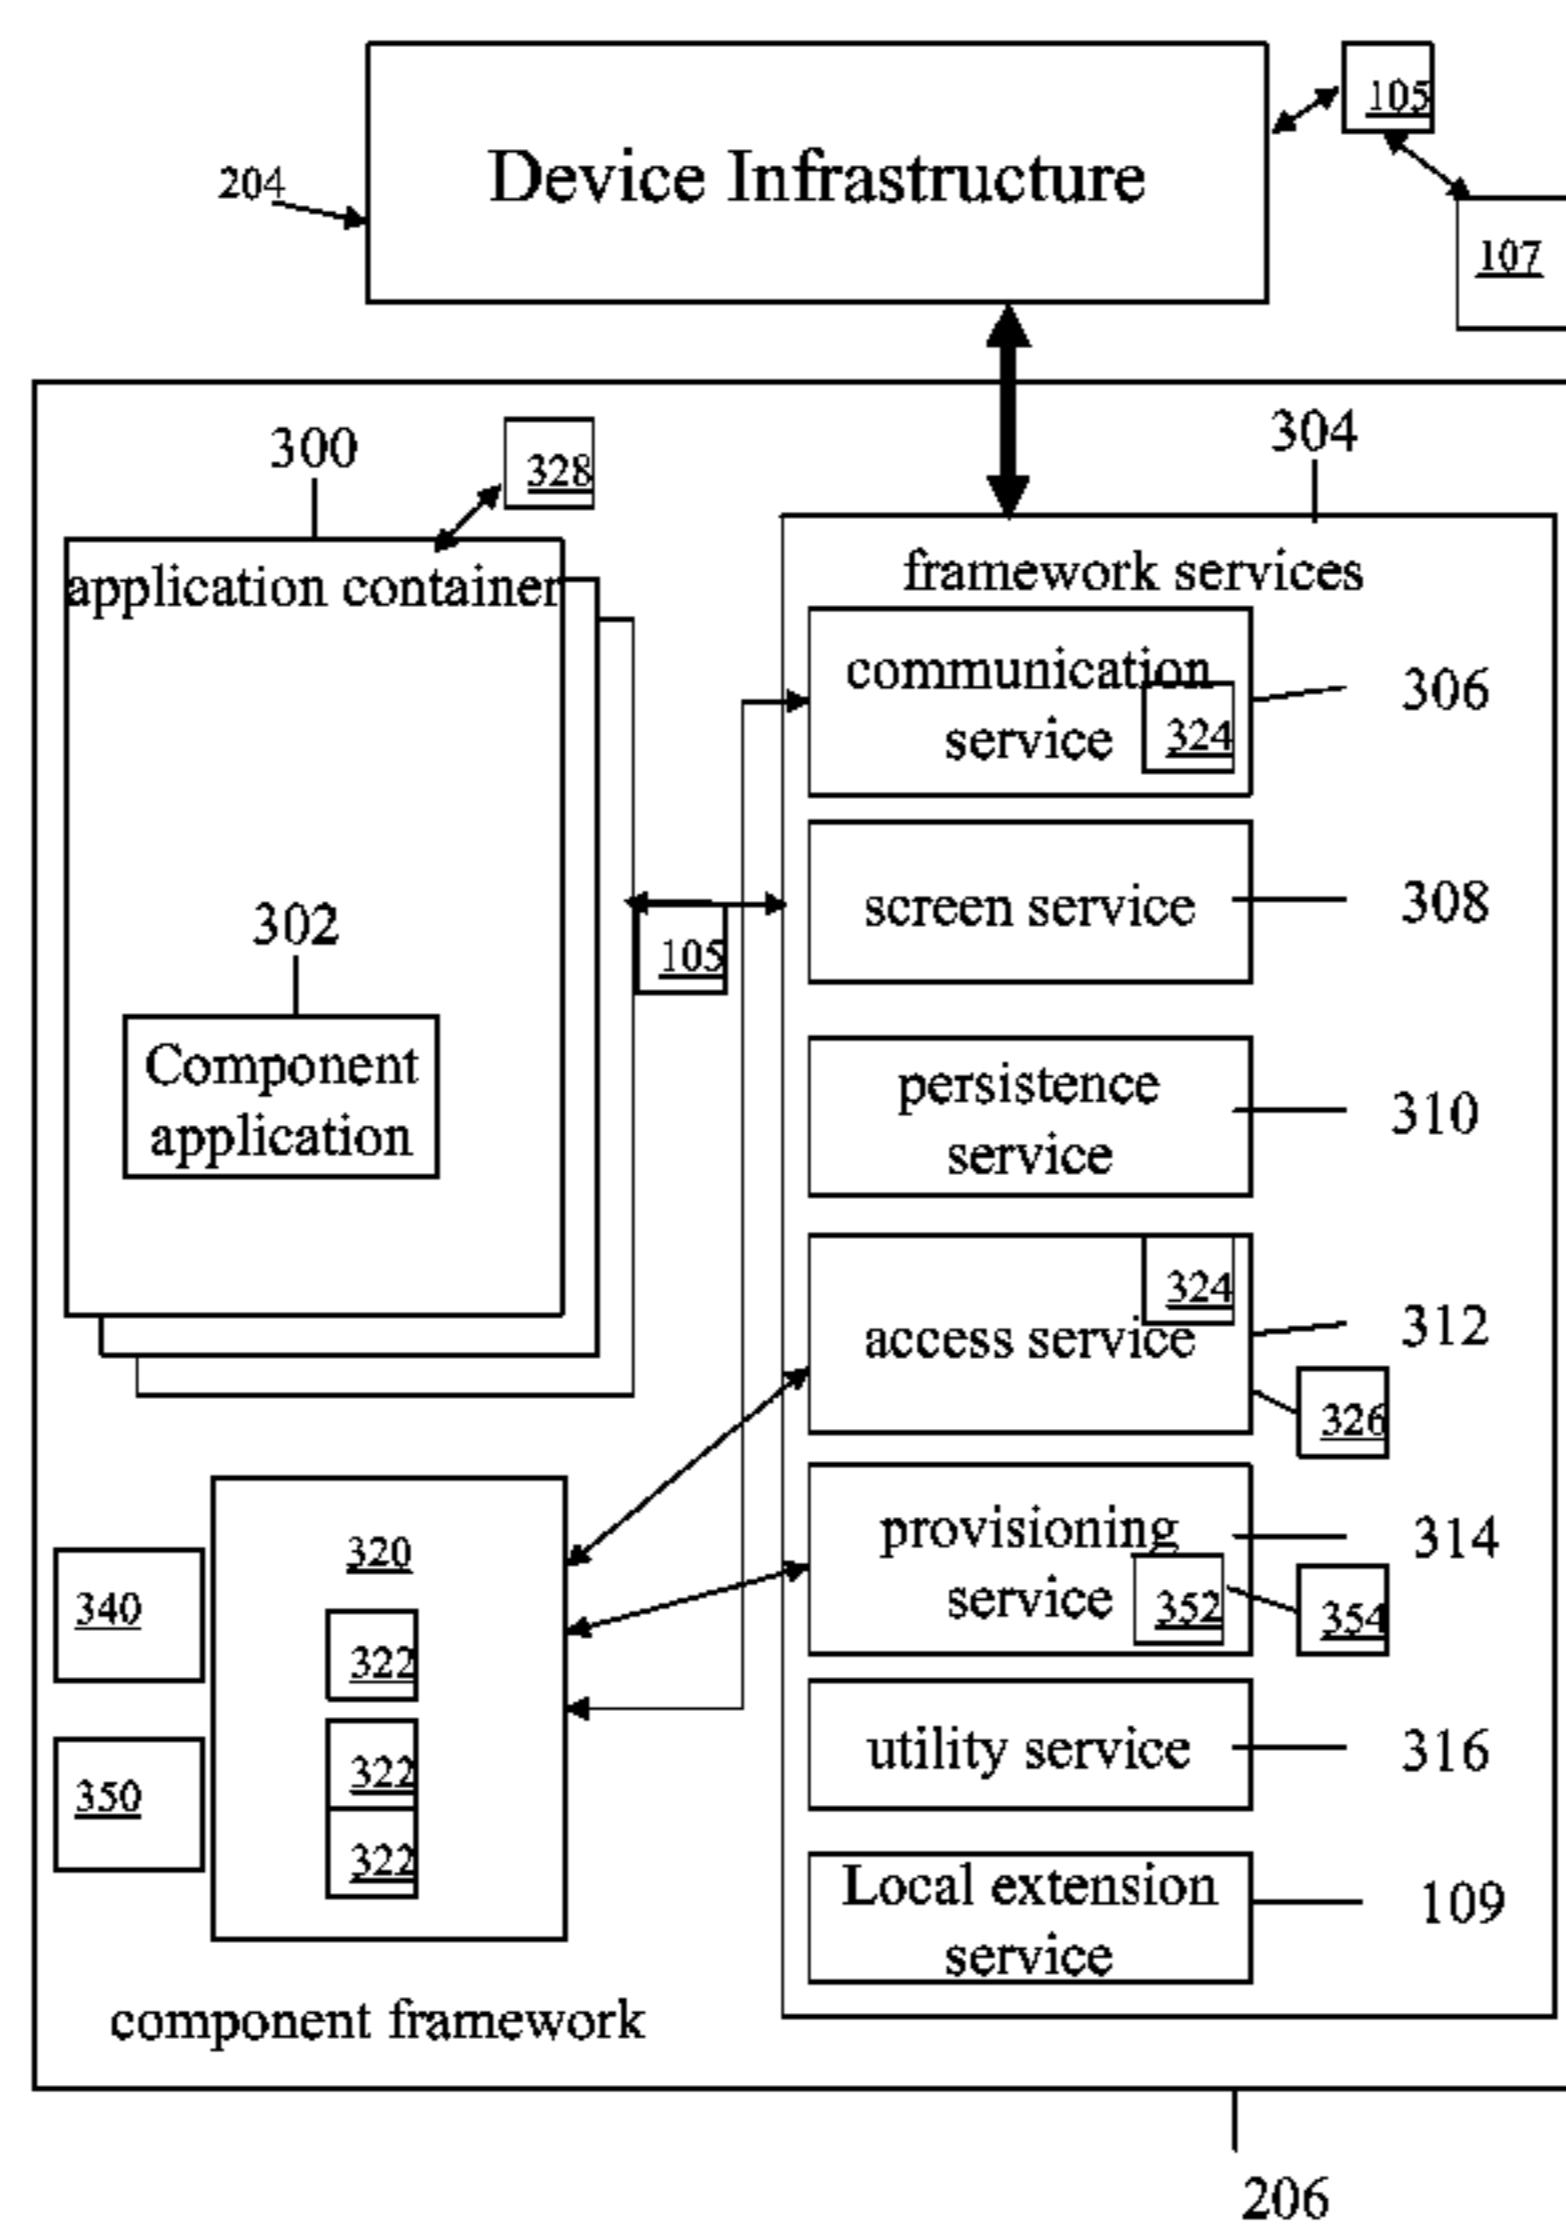 105
204
Device Infrastructure
107
300
328
304
application container
framework services
communication
service
324
306
302
105
screen service
308
Component
application
persistence
service
310
324
access service
312
326
320
provisioning
service
352
314
354
340
322
350
322
322
utility service
316
Local extension
service
109
component framework
206